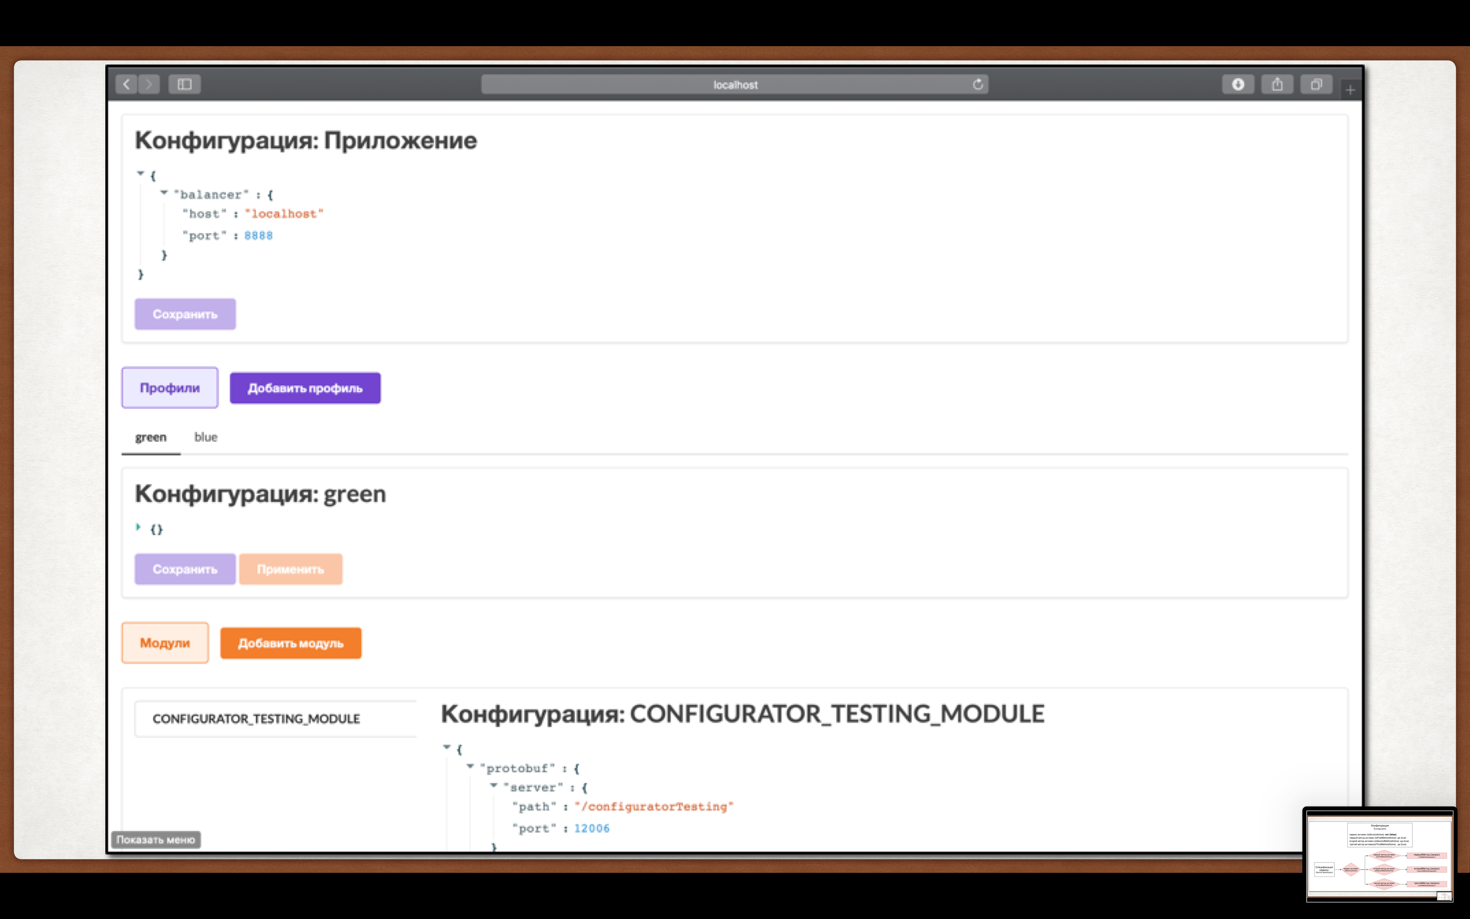 localhost
Конфигурация: Приложение
{
"balancer" : {
"host" : "localhost"
"port" : 8888
}
}
Сохранить
Профили
Добавить профиль
green
blue
Конфигурация: green
{}
Сохранить
Применить
Модули
Добавить модуль
CONFIGURATOR_TESTING_MODULE
Конфигурация: CONFIGURATOR_TESTING_MODULE
{
"protobuf" : {
"server" : {
"path" : "/configuratorTesting"
"port" : 12006
}
Показать меню